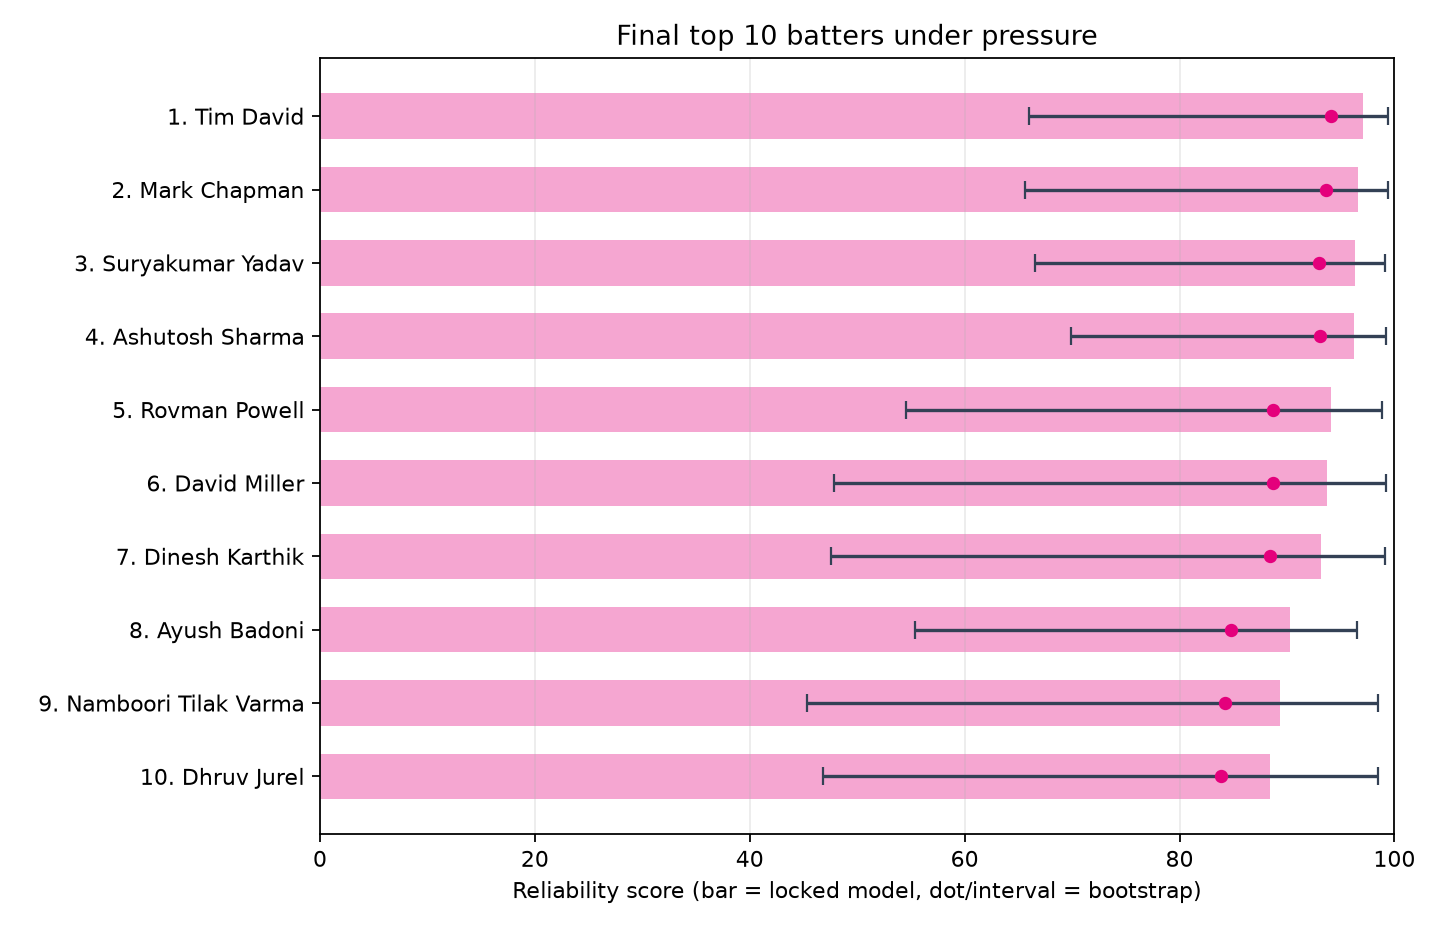 Final top 10 batters under pressure
1. Tim David
2. Mark Chapman
3. Suryakumar Yadav
4. Ashutosh Sharma
5. Rovman Powell
6. David Miller
7. Dinesh Karthik
8. Ayush Badoni
9. Namboori Tilak Varma
10. Dhruv Jurel
0 20 40 60 80 100
Reliability score (bar = locked model, dot/interval = bootstrap)